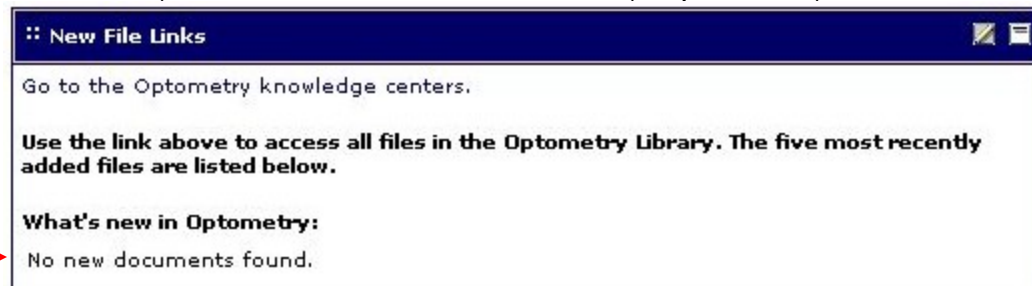 :: New File Links
Go to the Optometry knowledge centers.
Use the link above to access all files in the Optometry Library. The five most recently
added files are listed below.
What's new in Optometry:
No new documents found.